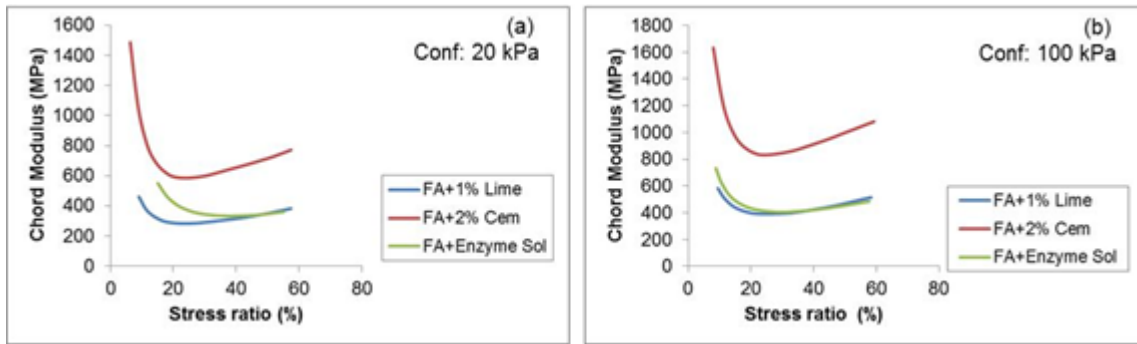 (a)
Conf: 20 kPa
Chord Modulus (MPa)
1600
1400
1200
1000
800
600
400
200
0
0 20 40 60 80
Stress ratio (%)
FA+1% Lime
FA+2% Cem
FA+Enzyme Sol
(b)
Conf: 100 kPa
Chord Modulus (MPa)
1800
1600
1400
1200
1000
800
600
400
200
0
0 20 40 60 80
Stress ratio (%)
FA+1% Lime
FA+2% Cem
FA+Enzyme Sol